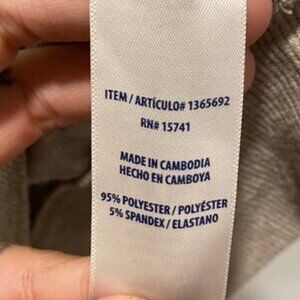 ITEM / ARTÍCULO# 1365692
RN# 15741
MADE IN CAMBODIA
HECHO EN CAMBOYA
95% POLYESTER / POLYÉSTER
5% SPANDEX / ELASTANO